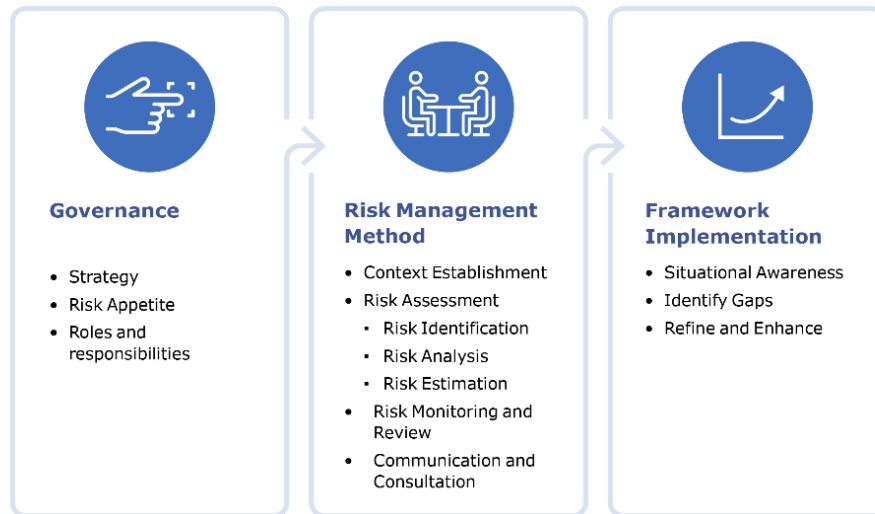 Governance
• Strategy
• Risk Appetite
• Roles and
responsibilities
Risk Management
Method
• Context Establishment
• Risk Assessment
▪ Risk Identification
▪ Risk Analysis
▪ Risk Estimation
• Risk Monitoring and
Review
• Communication and
Consultation
Framework
Implementation
• Situational Awareness
• Identify Gaps
• Refine and Enhance